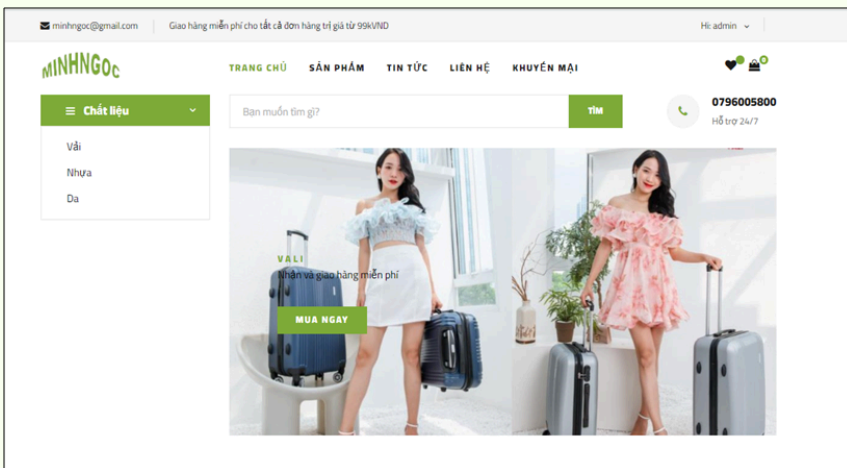 minhngoc@gmail.com
Giao hàng miễn phí cho tất cả đơn hàng trị giá từ 99kVND
Hi: admin
MINHNGOC
TRANG CHỦ SẢN PHẨM TIN TỨC LIÊN HỆ KHUYẾN MẠI
0
Chất liệu
Bạn muốn tìm gì?
TÌM
0796005800
Hỗ trợ 24/7
Vải
Nhựa
Da
VALI
Nhận và giao hàng miễn phí
MUA NGAY